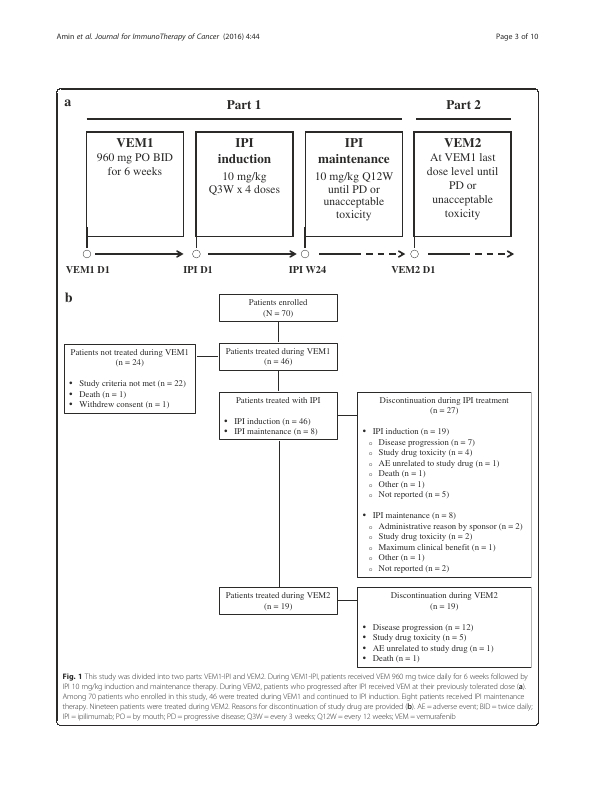 Amin et al. Journal for ImmunoTherapy of Cancer (2016) 4:44
Page 3 of 10
a
Part 1
Part 2
VEM1
960 mg PO BID
for 6 weeks
IPI
induction
10 mg/kg
Q3W x 4 doses
IPI
maintenance
10 mg/kg Q12W
until PD or
unacceptable
toxicity
VEM2
At VEM1 last
dose level until
PD or
unacceptable
toxicity
VEM1 D1
IPI D1
IPI W24
VEM2 D1
b
Patients enrolled
(N = 70)
Patients not treated during VEM1
(n = 24)
• Study criteria not met (n = 22)
• Death (n = 1)
• Withdrew consent (n = 1)
Patients treated during VEM1
(n = 46)
Patients treated with IPI
• IPI induction (n = 46)
• IPI maintenance (n = 8)
Discontinuation during IPI treatment
(n = 27)
• IPI induction (n = 19)
o Disease progression (n = 7)
o Study drug toxicity (n = 4)
o AE unrelated to study drug (n = 1)
o Death (n = 1)
o Other (n = 1)
o Not reported (n = 5)
• IPI maintenance (n = 8)
o Administrative reason by sponsor (n = 2)
o Study drug toxicity (n = 2)
o Maximum clinical benefit (n = 1)
o Other (n = 1)
o Not reported (n = 2)
Patients treated during VEM2
(n = 19)
Discontinuation during VEM2
(n = 19)
• Disease progression (n = 12)
• Study drug toxicity (n = 5)
• AE unrelated to study drug (n = 1)
• Death (n = 1)
Fig. 1 This study was divided into two parts: VEM1-IPI and VEM2. During VEM1-IPI, patients received VEM 960 mg twice daily for 6 weeks followed by
IPI 10 mg/kg induction and maintenance therapy. During VEM2, patients who progressed after IPI received VEM at their previously tolerated dose (a).
Among 70 patients who enrolled in this study, 46 were treated during VEM1 and continued to IPI induction. Eight patients received IPI maintenance
therapy. Nineteen patients were treated during VEM2. Reasons for discontinuation of study drug are provided (b). AE = adverse event; BID = twice daily;
IPI = ipilimumab; PO = by mouth; PD = progressive disease; Q3W = every 3 weeks; Q12W = every 12 weeks; VEM = vemurafenib